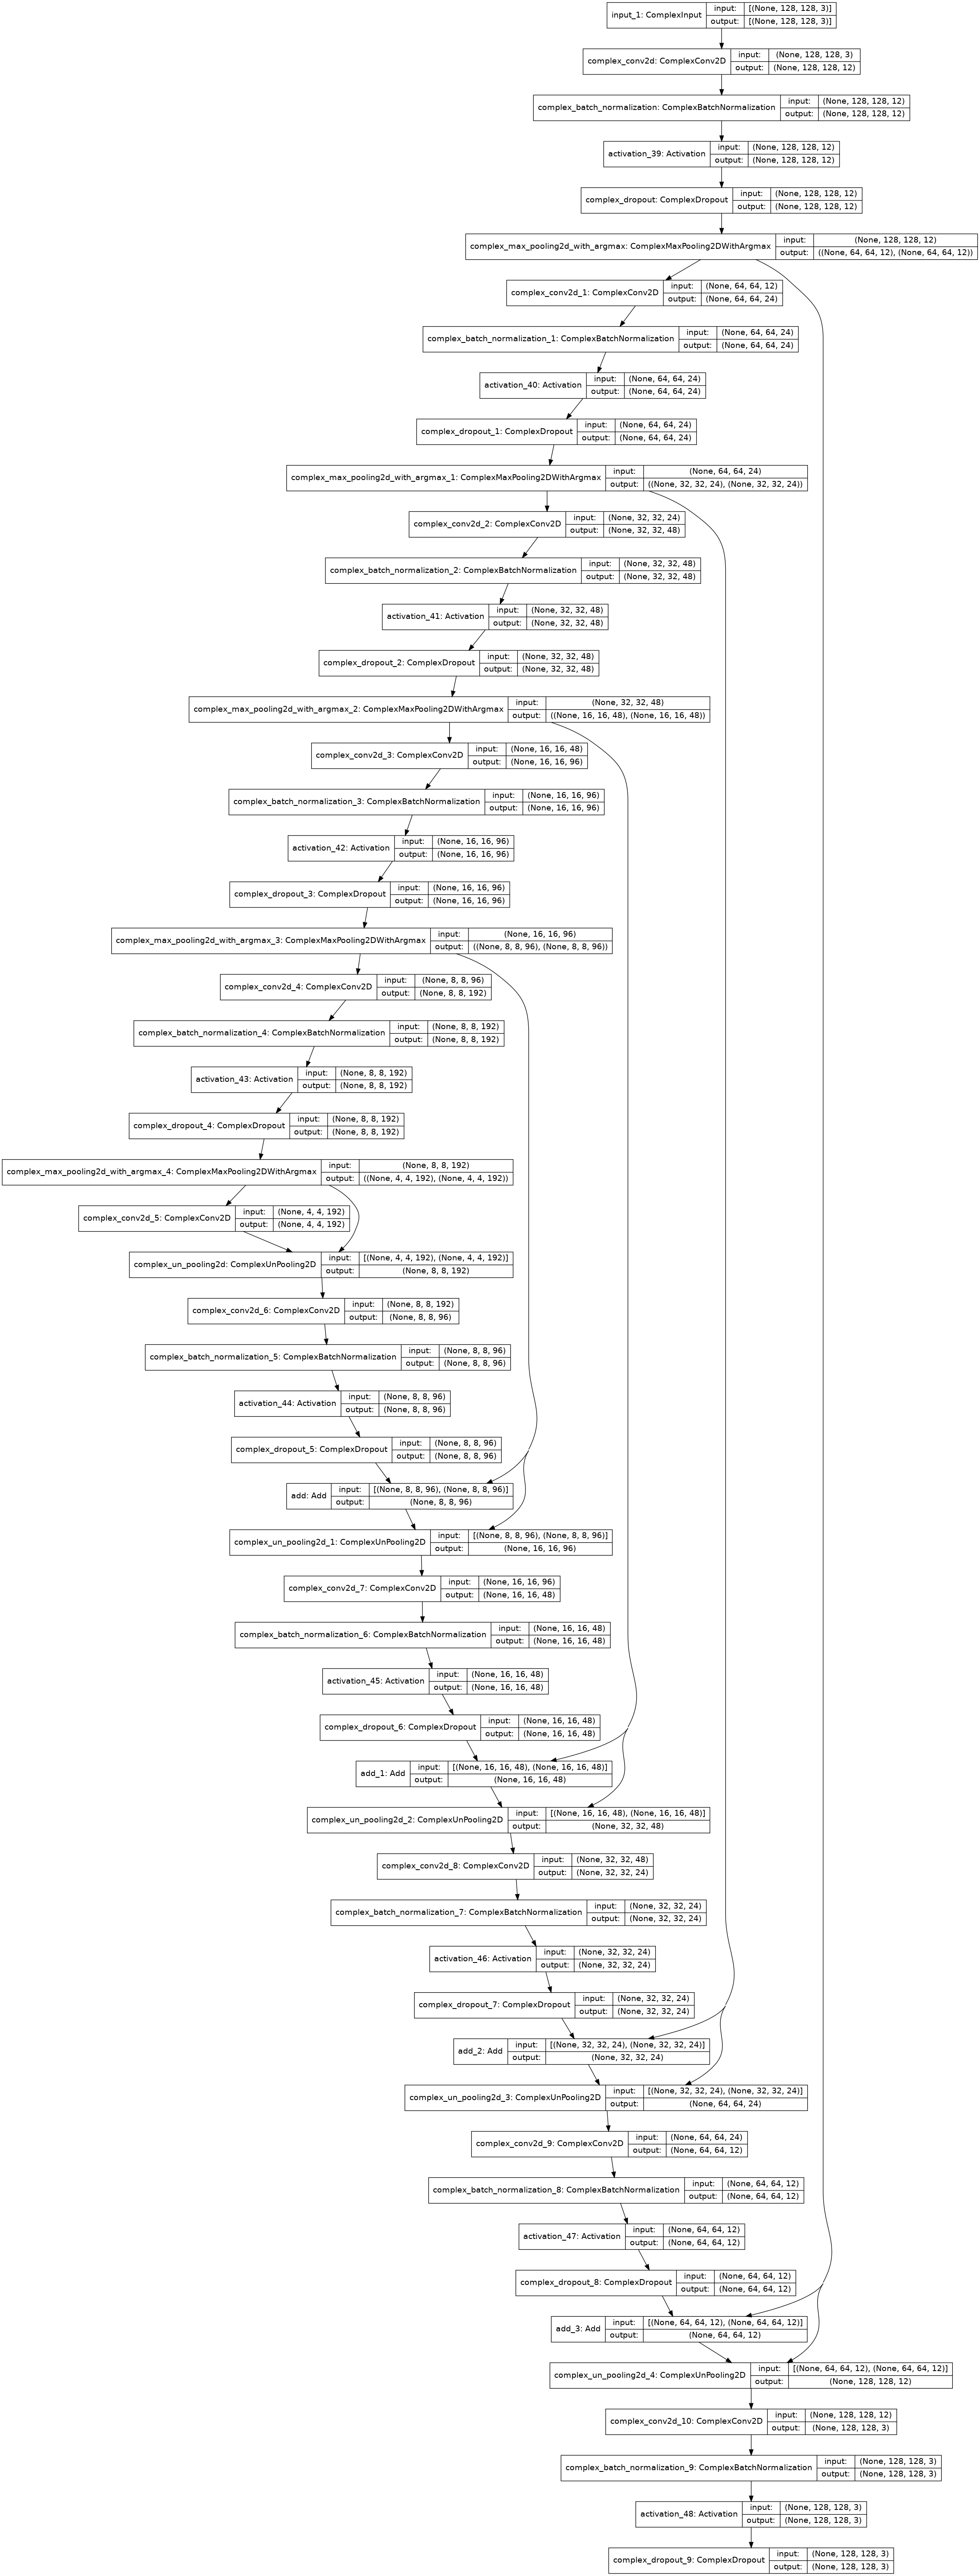 input_1: ComplexInput
input: [(None, 128, 128, 3)]
output: [(None, 128, 128, 3)]
complex_conv2d: ComplexConv2D
input: (None, 128, 128, 3)
output: (None, 128, 128, 12)
complex_batch_normalization: ComplexBatchNormalization
input: (None, 128, 128, 12)
output: (None, 128, 128, 12)
activation_39: Activation
input: (None, 128, 128, 12)
output: (None, 128, 128, 12)
complex_dropout: ComplexDropout
input: (None, 128, 128, 12)
output: (None, 128, 128, 12)
complex_max_pooling2d_with_argmax: ComplexMaxPooling2DWithArgmax
input: (None, 128, 128, 12)
output: ((None, 64, 64, 12), (None, 64, 64, 12))
complex_conv2d_1: ComplexConv2D
input: (None, 64, 64, 12)
output: (None, 64, 64, 24)
complex_batch_normalization_1: ComplexBatchNormalization
input: (None, 64, 64, 24)
output: (None, 64, 64, 24)
activation_40: Activation
input: (None, 64, 64, 24)
output: (None, 64, 64, 24)
complex_dropout_1: ComplexDropout
input: (None, 64, 64, 24)
output: (None, 64, 64, 24)
complex_max_pooling2d_with_argmax_1: ComplexMaxPooling2DWithArgmax
input: (None, 64, 64, 24)
output: ((None, 32, 32, 24), (None, 32, 32, 24))
complex_conv2d_2: ComplexConv2D
input: (None, 32, 32, 24)
output: (None, 32, 32, 48)
complex_batch_normalization_2: ComplexBatchNormalization
input: (None, 32, 32, 48)
output: (None, 32, 32, 48)
activation_41: Activation
input: (None, 32, 32, 48)
output: (None, 32, 32, 48)
complex_dropout_2: ComplexDropout
input: (None, 32, 32, 48)
output: (None, 32, 32, 48)
complex_max_pooling2d_with_argmax_2: ComplexMaxPooling2DWithArgmax
input: (None, 32, 32, 48)
output: ((None, 16, 16, 48), (None, 16, 16, 48))
complex_conv2d_3: ComplexConv2D
input: (None, 16, 16, 48)
output: (None, 16, 16, 96)
complex_batch_normalization_3: ComplexBatchNormalization
input: (None, 16, 16, 96)
output: (None, 16, 16, 96)
activation_42: Activation
input: (None, 16, 16, 96)
output: (None, 16, 16, 96)
complex_dropout_3: ComplexDropout
input: (None, 16, 16, 96)
output: (None, 16, 16, 96)
complex_max_pooling2d_with_argmax_3: ComplexMaxPooling2DWithArgmax
input: (None, 16, 16, 96)
output: ((None, 8, 8, 96), (None, 8, 8, 96))
complex_conv2d_4: ComplexConv2D
input: (None, 8, 8, 96)
output: (None, 8, 8, 192)
complex_batch_normalization_4: ComplexBatchNormalization
input: (None, 8, 8, 192)
output: (None, 8, 8, 192)
activation_43: Activation
input: (None, 8, 8, 192)
output: (None, 8, 8, 192)
complex_dropout_4: ComplexDropout
input: (None, 8, 8, 192)
output: (None, 8, 8, 192)
complex_max_pooling2d_with_argmax_4: ComplexMaxPooling2DWithArgmax
input: (None, 8, 8, 192)
output: ((None, 4, 4, 192), (None, 4, 4, 192))
complex_conv2d_5: ComplexConv2D
input: (None, 4, 4, 192)
output: (None, 4, 4, 192)
complex_un_pooling2d: ComplexUnPooling2D
input: [(None, 4, 4, 192), (None, 4, 4, 192)]
output: (None, 8, 8, 192)
complex_conv2d_6: ComplexConv2D
input: (None, 8, 8, 192)
output: (None, 8, 8, 96)
complex_batch_normalization_5: ComplexBatchNormalization
input: (None, 8, 8, 96)
output: (None, 8, 8, 96)
activation_44: Activation
input: (None, 8, 8, 96)
output: (None, 8, 8, 96)
complex_dropout_5: ComplexDropout
input: (None, 8, 8, 96)
output: (None, 8, 8, 96)
add: Add
input: [(None, 8, 8, 96), (None, 8, 8, 96)]
output: (None, 8, 8, 96)
complex_un_pooling2d_1: ComplexUnPooling2D
input: [(None, 8, 8, 96), (None, 8, 8, 96)]
output: (None, 16, 16, 96)
complex_conv2d_7: ComplexConv2D
input: (None, 16, 16, 96)
output: (None, 16, 16, 48)
complex_batch_normalization_6: ComplexBatchNormalization
input: (None, 16, 16, 48)
output: (None, 16, 16, 48)
activation_45: Activation
input: (None, 16, 16, 48)
output: (None, 16, 16, 48)
complex_dropout_6: ComplexDropout
input: (None, 16, 16, 48)
output: (None, 16, 16, 48)
add_1: Add
input: [(None, 16, 16, 48), (None, 16, 16, 48)]
output: (None, 16, 16, 48)
complex_un_pooling2d_2: ComplexUnPooling2D
input: [(None, 16, 16, 48), (None, 16, 16, 48)]
output: (None, 32, 32, 48)
complex_conv2d_8: ComplexConv2D
input: (None, 32, 32, 48)
output: (None, 32, 32, 24)
complex_batch_normalization_7: ComplexBatchNormalization
input: (None, 32, 32, 24)
output: (None, 32, 32, 24)
activation_46: Activation
input: (None, 32, 32, 24)
output: (None, 32, 32, 24)
complex_dropout_7: ComplexDropout
input: (None, 32, 32, 24)
output: (None, 32, 32, 24)
add_2: Add
input: [(None, 32, 32, 24), (None, 32, 32, 24)]
output: (None, 32, 32, 24)
complex_un_pooling2d_3: ComplexUnPooling2D
input: [(None, 32, 32, 24), (None, 32, 32, 24)]
output: (None, 64, 64, 24)
complex_conv2d_9: ComplexConv2D
input: (None, 64, 64, 24)
output: (None, 64, 64, 12)
complex_batch_normalization_8: ComplexBatchNormalization
input: (None, 64, 64, 12)
output: (None, 64, 64, 12)
activation_47: Activation
input: (None, 64, 64, 12)
output: (None, 64, 64, 12)
complex_dropout_8: ComplexDropout
input: (None, 64, 64, 12)
output: (None, 64, 64, 12)
add_3: Add
input: [(None, 64, 64, 12), (None, 64, 64, 12)]
output: (None, 64, 64, 12)
complex_un_pooling2d_4: ComplexUnPooling2D
input: [(None, 64, 64, 12), (None, 64, 64, 12)]
output: (None, 128, 128, 12)
complex_conv2d_10: ComplexConv2D
input: (None, 128, 128, 12)
output: (None, 128, 128, 3)
complex_batch_normalization_9: ComplexBatchNormalization
input: (None, 128, 128, 3)
output: (None, 128, 128, 3)
activation_48: Activation
input: (None, 128, 128, 3)
output: (None, 128, 128, 3)
complex_dropout_9: ComplexDropout
input: (None, 128, 128, 3)
output: (None, 128, 128, 3)